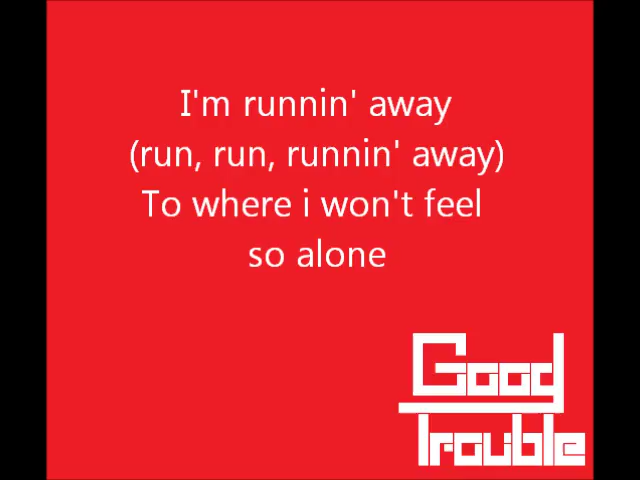 I'm runnin' away
(run, run, runnin' away)
To where i won't feel
so alone
Good
Trouble